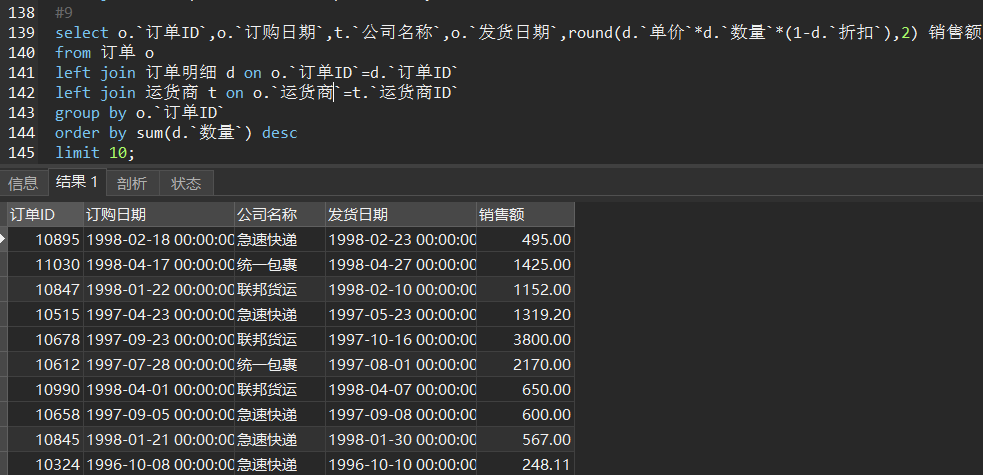 138 #9
139 select o.`订单ID`,o.`订购日期`,t.`公司名称`,o.`发货日期`,round(d.`单价`*d.`数量`*(1-d.`折扣`),2) 销售额
140 from 订单 o
141 left join 订单明细 d on o.`订单ID`=d.`订单ID`
142 left join 运货商 t on o.`运货商`=t.`运货商ID`
143 group by o.`订单ID`
144 order by sum(d.`数量`) desc
145 limit 10;
信息 结果 1 剖析 状态
订单ID 订购日期 公司名称 发货日期 销售额
10895 1998-02-18 00:00:00 急速快递 1998-02-23 00:00:00 495.00
11030 1998-04-17 00:00:00 统一包裹 1998-04-27 00:00:00 1425.00
10847 1998-01-22 00:00:00 联邦货运 1998-02-10 00:00:00 1152.00
10515 1997-04-23 00:00:00 急速快递 1997-05-23 00:00:00 1319.20
10678 1997-09-23 00:00:00 联邦货运 1997-10-16 00:00:00 3800.00
10612 1997-07-28 00:00:00 统一包裹 1997-08-01 00:00:00 2170.00
10990 1998-04-01 00:00:00 联邦货运 1998-04-07 00:00:00 650.00
10658 1997-09-05 00:00:00 急速快递 1997-09-08 00:00:00 600.00
10845 1998-01-21 00:00:00 急速快递 1998-01-30 00:00:00 567.00
10324 1996-10-08 00:00:00 急速快递 1996-10-10 00:00:00 248.11